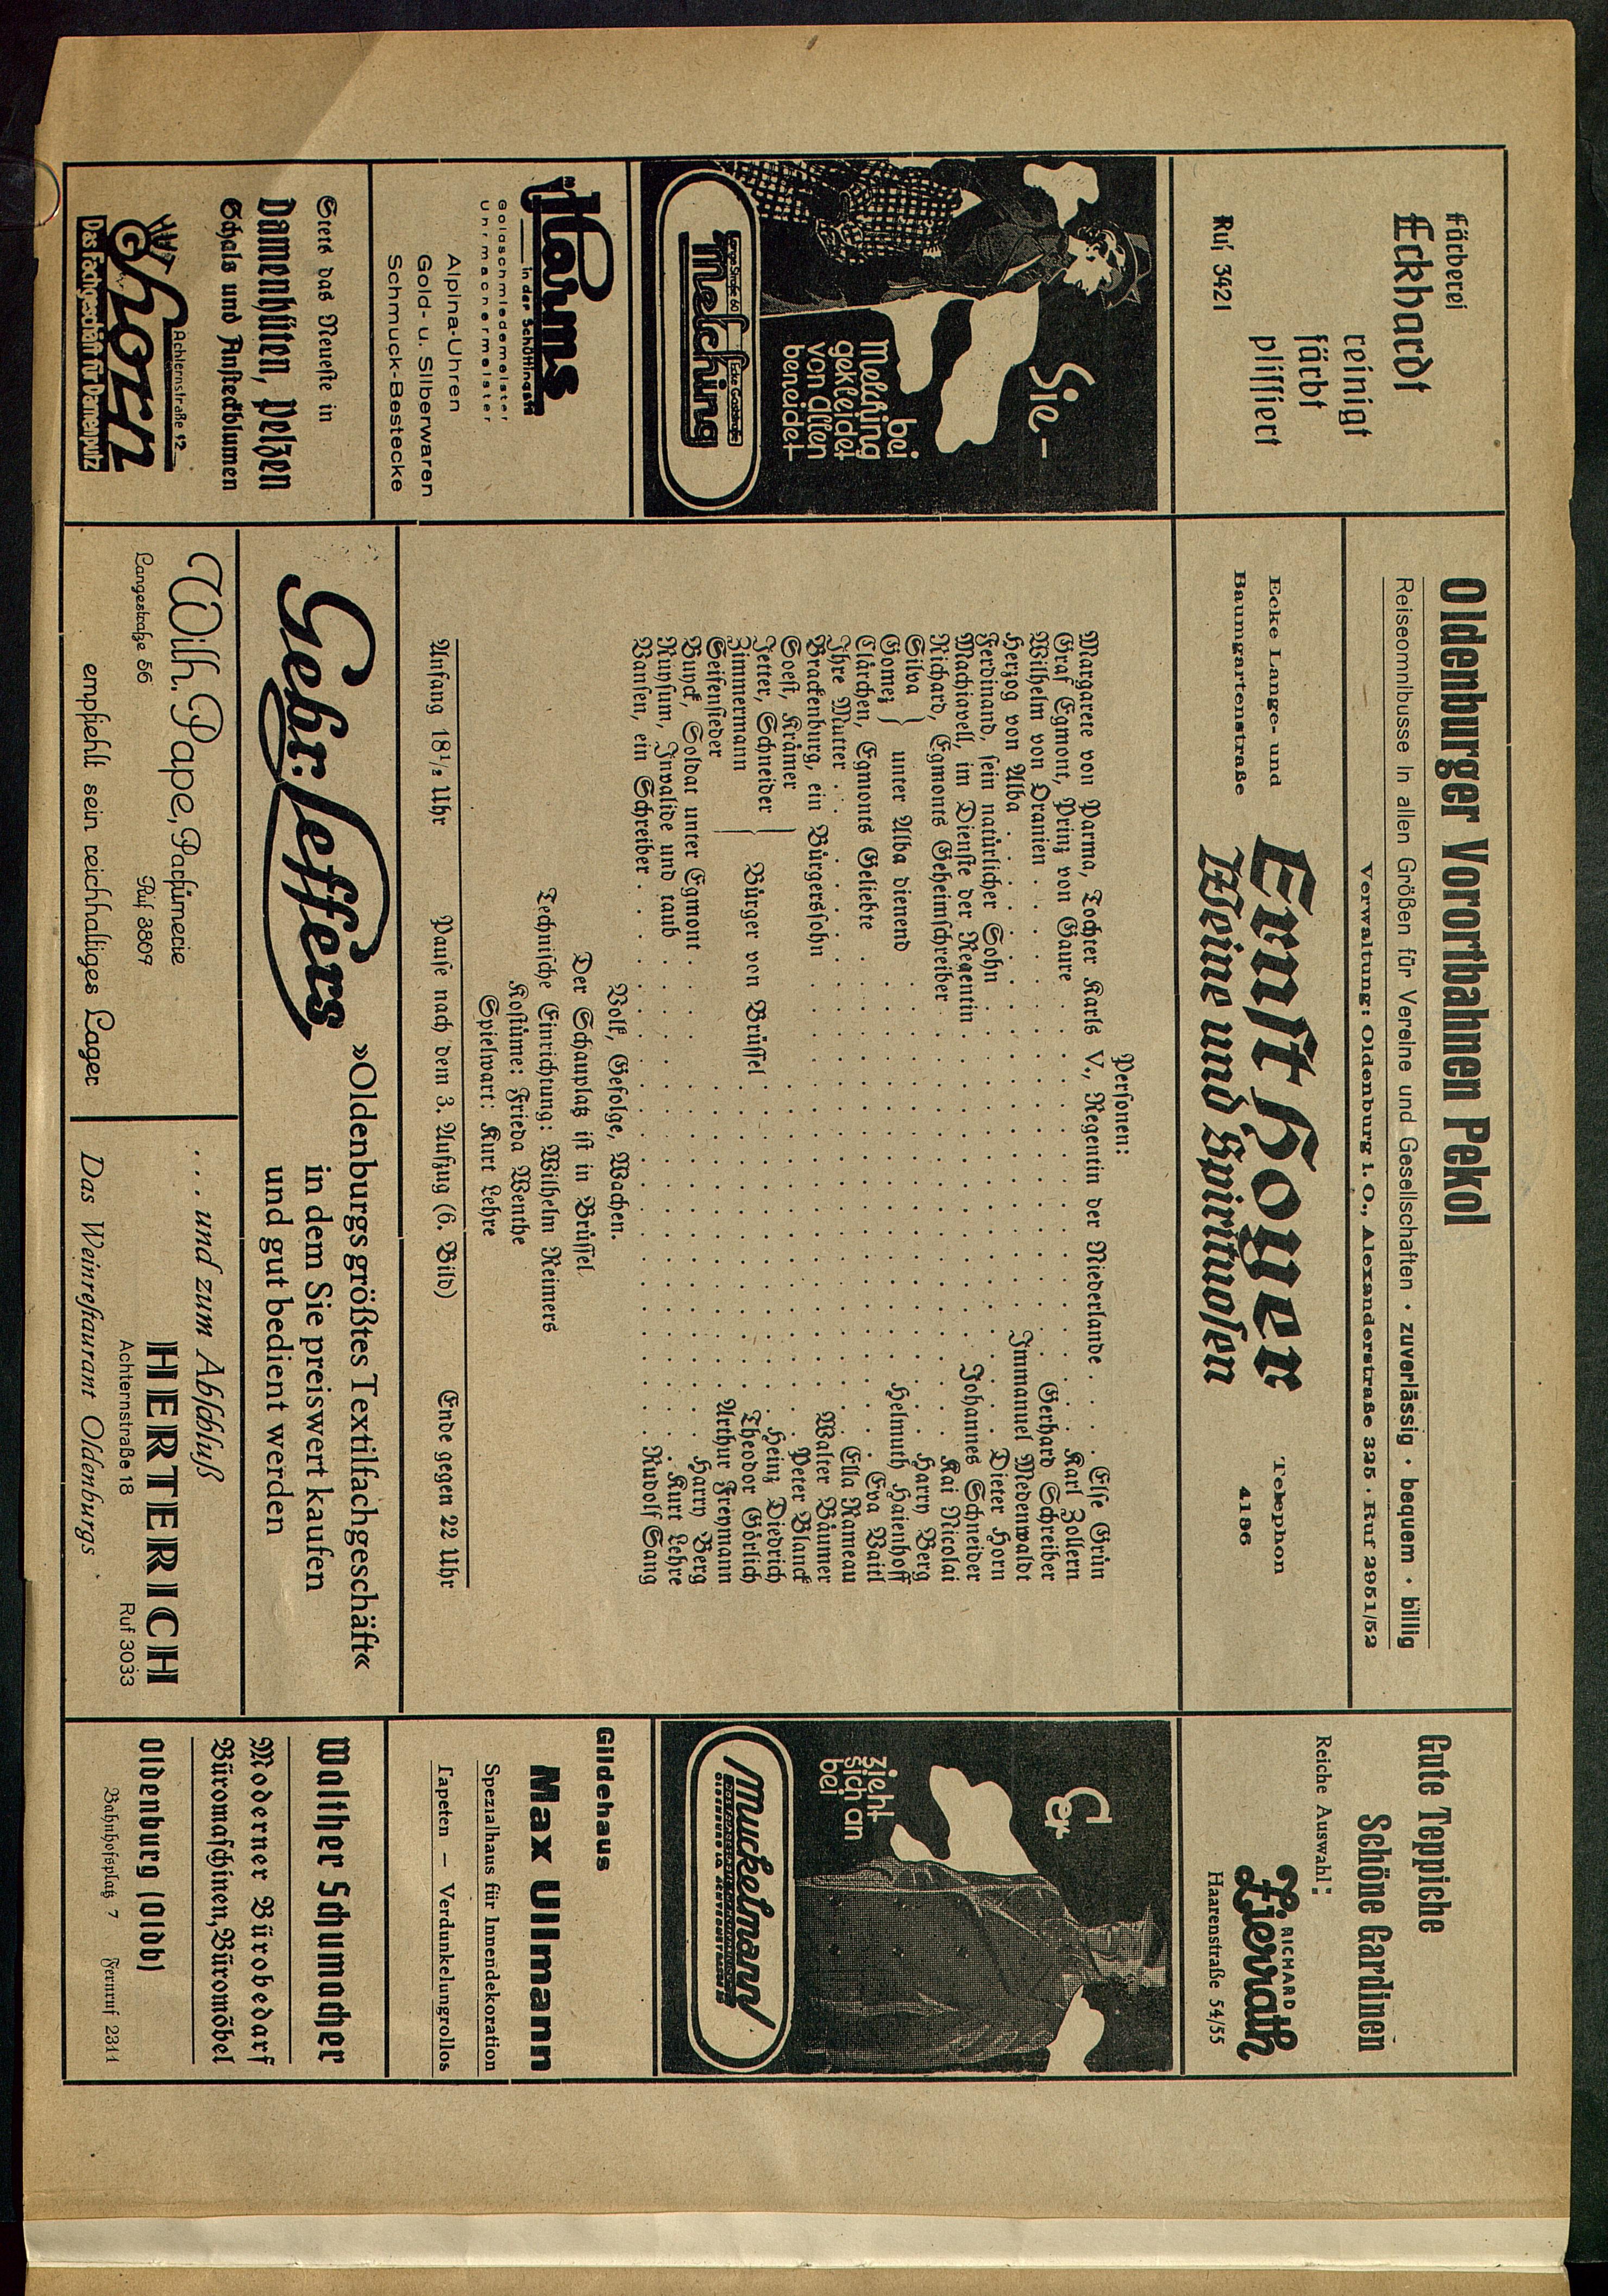 Färberei
Eckhardt
reinigt
färbt
plissiert
Ruf 3421
Sie-
bei
Melching
gekleidet
von allen
beneidet
Lange Straße 60 Ecke Gaststraße
Melching
Harms
in der Schüttingstr
Goldschmiedemeister
Uhrmachermeister
Alpina-Uhren
Gold- u. Silberwaren
Schmuck-Bestecke
Stets das Neueste in
Damenhüten, Pelzen
Schals und Ansteckblumen
Achternstraße 12
G horn
Das Fachgeschäft für Damenputz
Oldenburger Vorortbahnen Pekol
Reiseomnibusse in allen Größen für Vereine und Gesellschaften · zuverlässig · bequem · billig
Verwaltung: Oldenburg i. O., Alexanderstraße 325 · Ruf 2951/52
Ecke Lange- und
Baumgartenstraße
Ernst Hoyer
Weine und Spirituosen
Telephon
4196
Personen:
Margarete von Parma, Tochter Karls V., Regentin der Niederlande . . . Else Grün
Graf Egmont, Prinz von Gaure . . . Karl Zollern
Wilhelm von Oranien . . . Gerhard Schreiber
Herzog von Alba . . . Immanuel Medenwaldt
Ferdinand, sein natürlicher Sohn . . . Dieter Horn
Machiavell, im Dienste der Regentin . . . Johannes Schneider
Richard, Egmonts Geheimschreiber . . . Kai Nicolai
Silva } . . . Harry Berg
Gomez } unter Alba dienend . . . Helmuth Haienhoff
Clärchen, Egmonts Geliebte . . . Eva Vaitl
Ihre Mutter . . . Ella Rameau
Brackenburg, ein Bürgerssohn . . . Walter Bäumer
Soest, Krämer } . . . Peter Blanck
Jetter, Schneider } Bürger von Brüssel . . . Heinz Diedrich
Zimmermann } . . . Theodor Görlich
Seifensieder } . . . Arthur Freymann
Buyck, Soldat unter Egmont . . . Harry Berg
Ruysum, Invalide und taub . . . Kurt Lehre
Vansen, ein Schreiber . . . Rudolf Sang
Volk, Gefolge, Wachen.
Der Schauplatz ist in Brüssel
Technische Einrichtung: Wilhelm Reimers
Kostüme: Frieda Wenthe
Spielwart: Kurt Lehre
Anfang 18½ Uhr Pause nach dem 3. Aufzug (6. Bild) Ende gegen 22 Uhr
Gebr. Leffers
»Oldenburgs größtes Textilfachgeschäft«
in dem Sie preiswert kaufen
und gut bedient werden
Wilh. Pape, Parfümerie
Langestraße 56 Ruf 3809
empfiehlt sein reichhaltiges Lager
... und zum Abschluß
HERTERICH
Achternstraße 18 Ruf 3033
Das Weinrestaurant Oldenburgs
Gute Teppiche
Schöne Gardinen
Reiche Auswahl:
RICHARD
Zierrath
Haarenstraße 54/55
Er
zieht
sich an
bei
Muckelmann
Gildehaus
Max Ullmann
Spezialhaus für Innendekoration
Tapeten — Verdunkelungrollos
Walther Schumacher
Moderner Bürobedarf
Büromaschinen, Büromöbel
Oldenburg (Oldb)
Bahnhofsplatz 7 Fernruf 2311